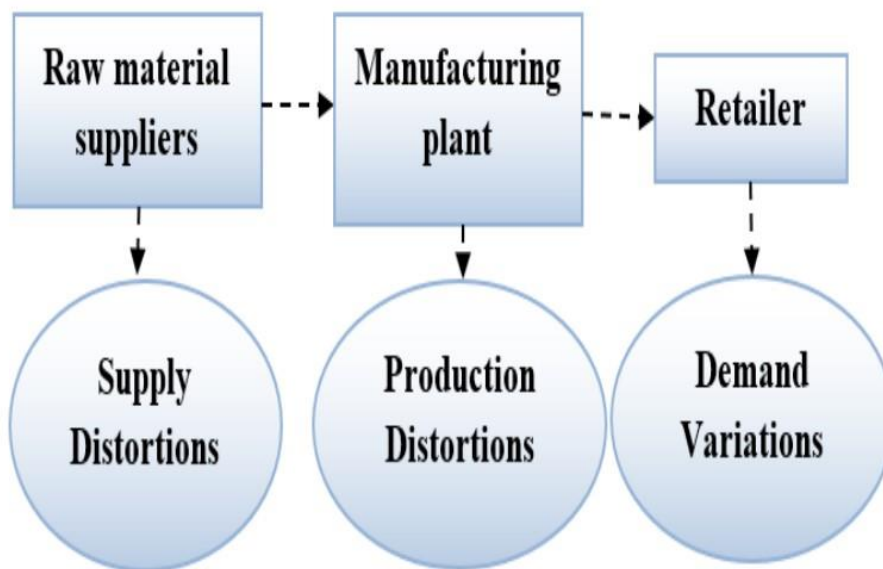 Raw material
suppliers
Manufacturing
plant
Retailer
Supply
Distortions
Production
Distortions
Demand
Variations